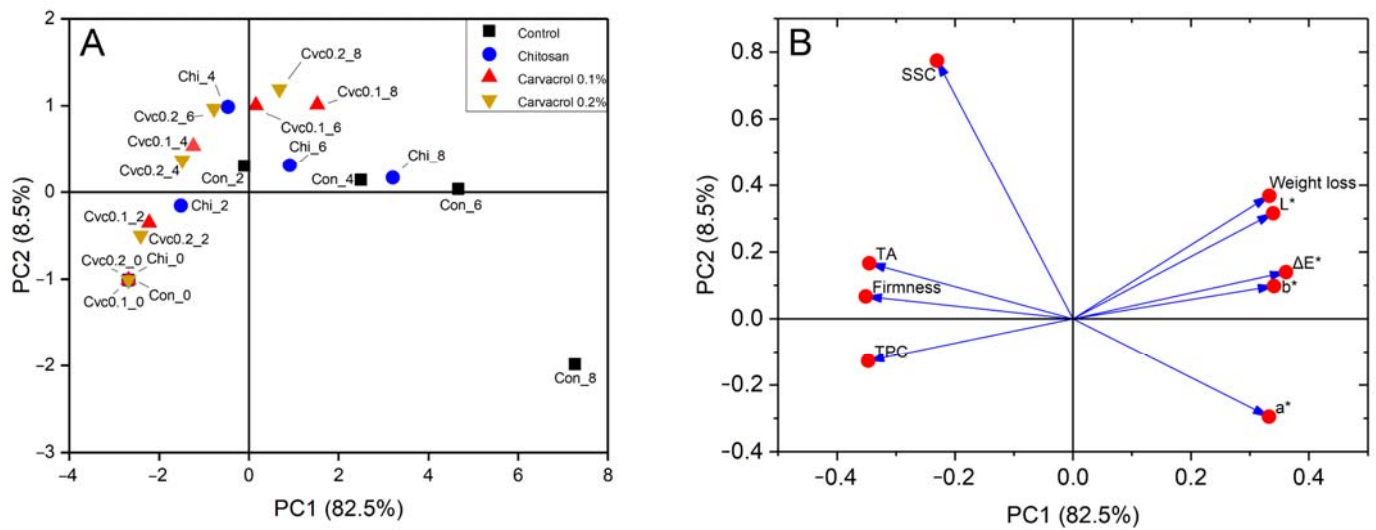 A
Control
Chitosan
Carvacrol 0.1%
Carvacrol 0.2%
Cvc0.2_8
Chi_4
Cvc0.1_8
Cvc0.2_6
Cvc0.1_6
Cvc0.1_4
Chi_6
Cvc0.2_4
Chi_8
Con_2
Con_4
Con_6
Chi_2
Cvc0.1_2
Cvc0.2_2
Cvc0.2_0
Chi_0
Con_0
Cvc0.1_0
Con_8
2
1
0
−1
−2
−3
PC2 (8.5%)
−4
−2
0
2
4
6
8
PC1 (82.5%)
B
SSC
Weight loss
L*
TA
ΔE*
Firmness
b*
TPC
a*
0.8
0.6
0.4
0.2
0.0
−0.2
−0.4
PC2 (8.5%)
−0.4
−0.2
0.0
0.2
0.4
PC1 (82.5%)